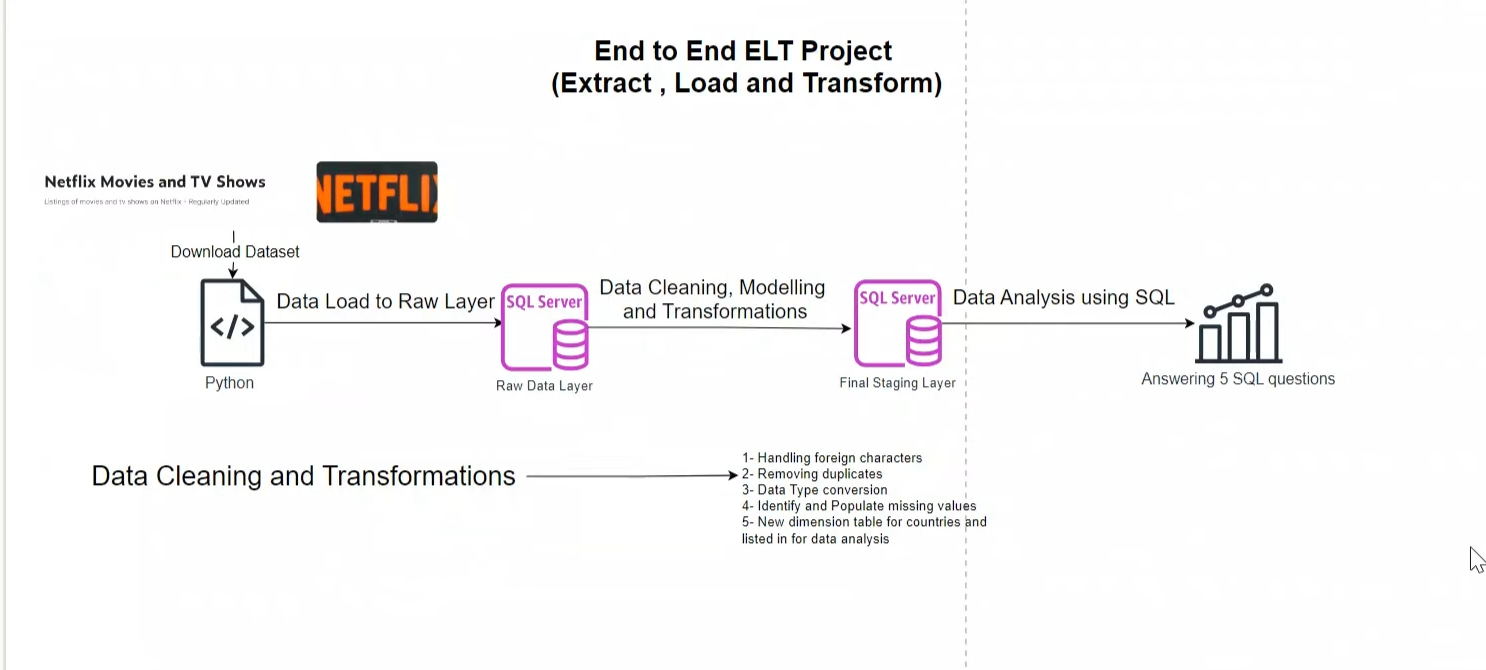 End to End ELT Project
(Extract , Load and Transform)
Netflix Movies and TV Shows
Listings of movies and tv shows on Netflix - Regularly Updated
NETFLI
Download Dataset
</>
Python
Data Load to Raw Layer
SQL Server
Raw Data Layer
Data Cleaning, Modelling
and Transformations
SQL Server
Final Staging Layer
Data Analysis using SQL
Answering 5 SQL questions
Data Cleaning and Transformations
1- Handling foreign characters
2- Removing duplicates
3- Data Type conversion
4- Identify and Populate missing values
5- New dimension table for countries and
listed in for data analysis